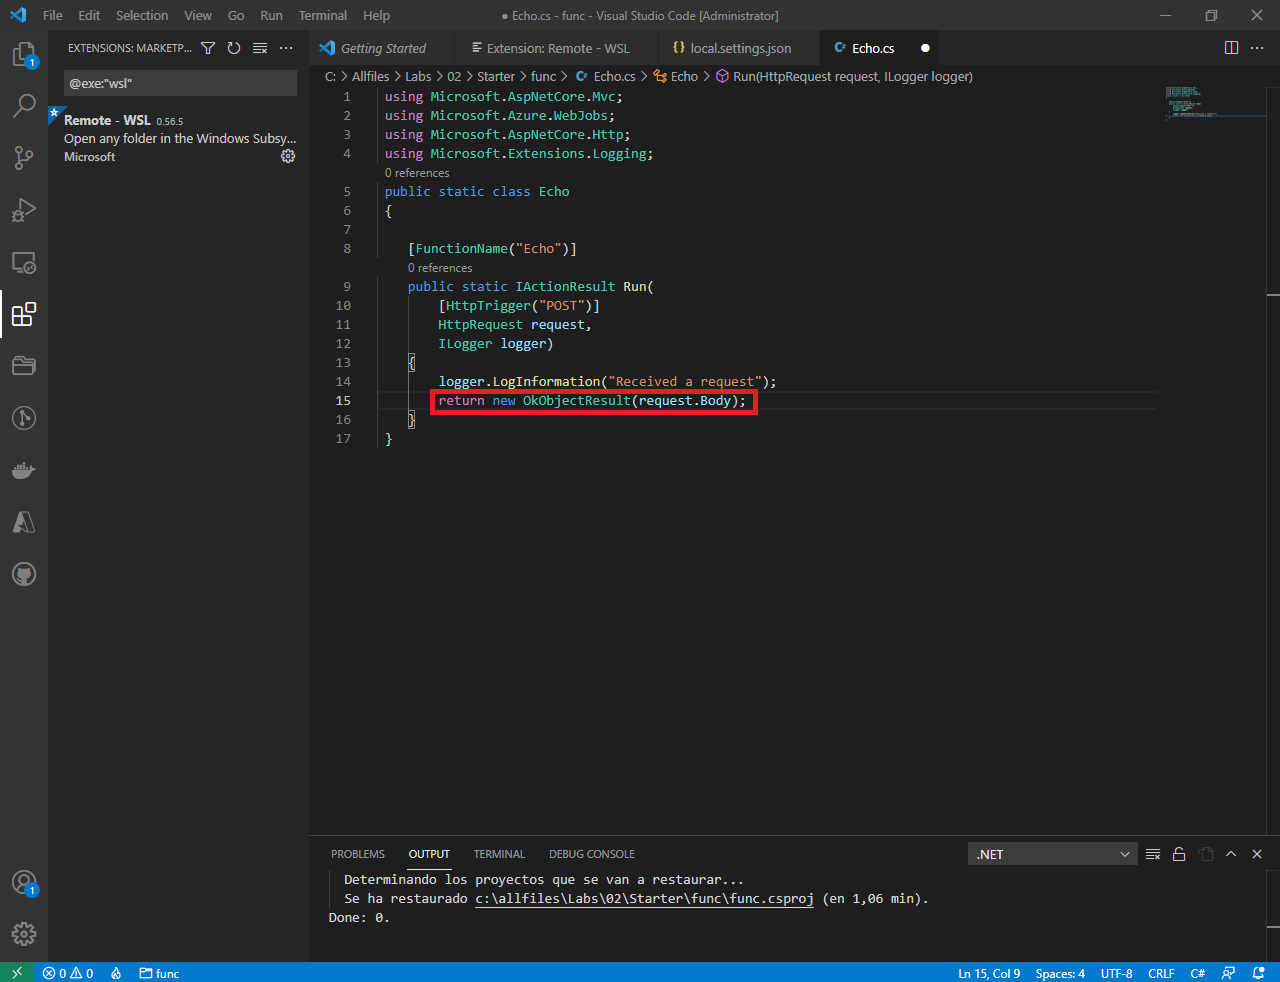 File Edit Selection View Go Run Terminal Help
● Echo.cs - func - Visual Studio Code [Administrator]
EXTENSIONS: MARKETP...
@exe:"wsl"
Remote - WSL 0.56.5
Open any folder in the Windows Subsy...
Microsoft
Getting Started
Extension: Remote - WSL
{} local.settings.json
Echo.cs ●
C: > Allfiles > Labs > 02 > Starter > func > Echo.cs > Echo > Run(HttpRequest request, ILogger logger)
1 using Microsoft.AspNetCore.Mvc;
2 using Microsoft.Azure.WebJobs;
3 using Microsoft.AspNetCore.Http;
4 using Microsoft.Extensions.Logging;
0 references
5 public static class Echo
6 {
7
8 [FunctionName("Echo")]
0 references
9 public static IActionResult Run(
10 [HttpTrigger("POST")]
11 HttpRequest request,
12 ILogger logger)
13 {
14 logger.LogInformation("Received a request");
15 return new OkObjectResult(request.Body);
16 }
17 }
PROBLEMS OUTPUT TERMINAL DEBUG CONSOLE
.NET
Determinando los proyectos que se van a restaurar...
Se ha restaurado c:\allfiles\Labs\02\Starter\func\func.csproj (en 1,06 min).
Done: 0.
1
1
0 0 func
Ln 15, Col 9 Spaces: 4 UTF-8 CRLF C#